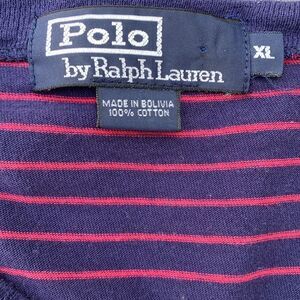 Polo
by Ralph Lauren
XL
MADE IN BOLIVIA
100% COTTON